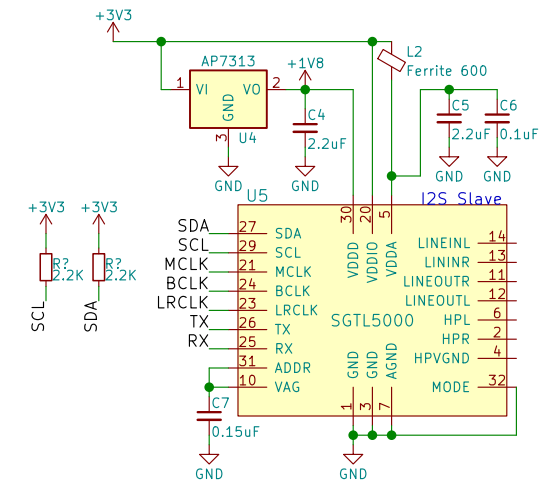 +3V3
AP7313
1 VI VO 2
GND
3
U4
GND
+1V8
C4
2.2uF
GND
L2
Ferrite 600
C5
2.2uF
GND
C6
0.1uF
GND
+3V3
R?
2.2K
SCL
+3V3
R?
2.2K
SDA
U5
I2S Slave
30 VDDD
20 VDDIO
5 VDDA
SDA 27 SDA
SCL 29 SCL
MCLK 21 MCLK
BCLK 24 BCLK
LRCLK 23 LRCLK
TX 26 TX
RX 25 RX
31 ADDR
10 VAG
SGTL5000
LINEINL 14
LININR 13
LINEOUTR 11
LINEOUTL 12
HPL 6
HPR 2
HPVGND 4
MODE 32
GND 1
GND 3
AGND 7
C7
0.15uF
GND
GND